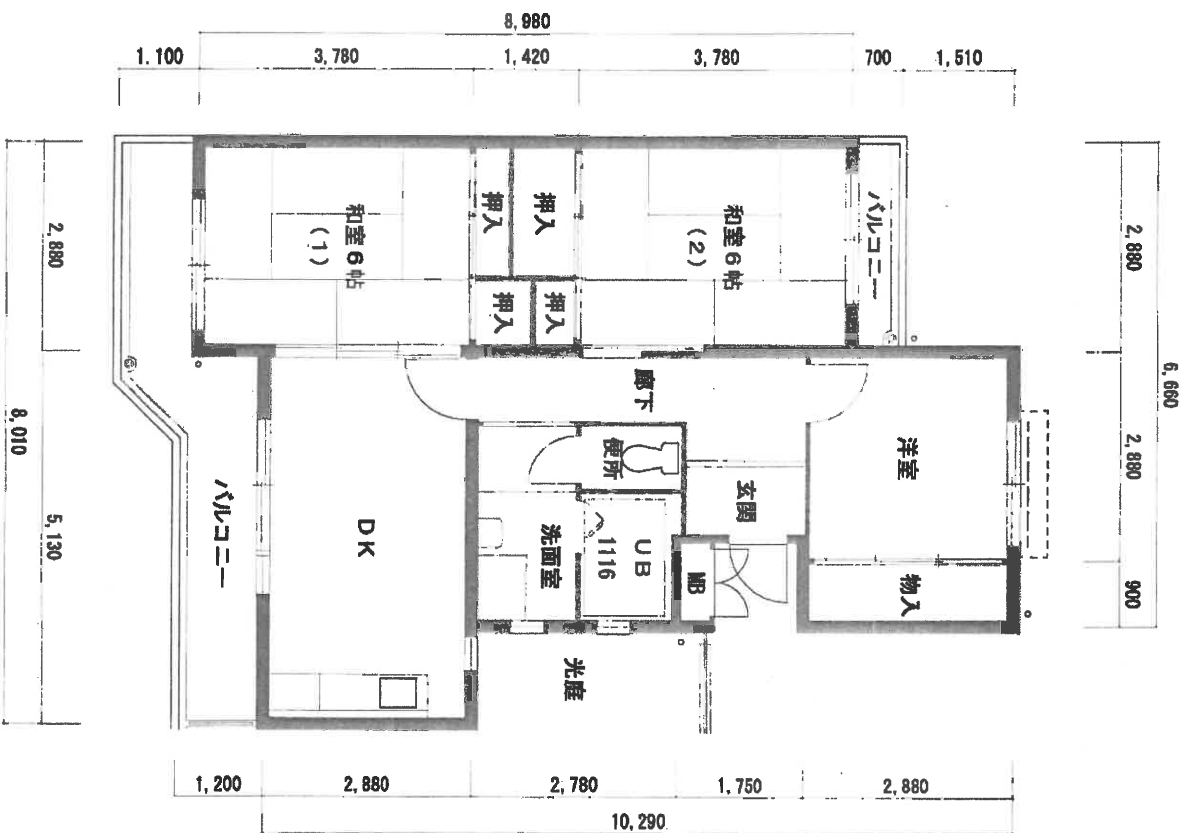 8,980
1.100
3,780
1,420
3,780
700
1,510
2,880
5,130
8,010
2,880
2,880
900
6,660
和室6帖
(1)
押入
押入
押入
押入
和室6帖
(2)
バルコニー
廊下
洋室
便所
玄関
DK
バルコニー
洗面室
UB
1116
MB
物入
光庭
1,200
2,880
2,780
1,750
2,880
10,290